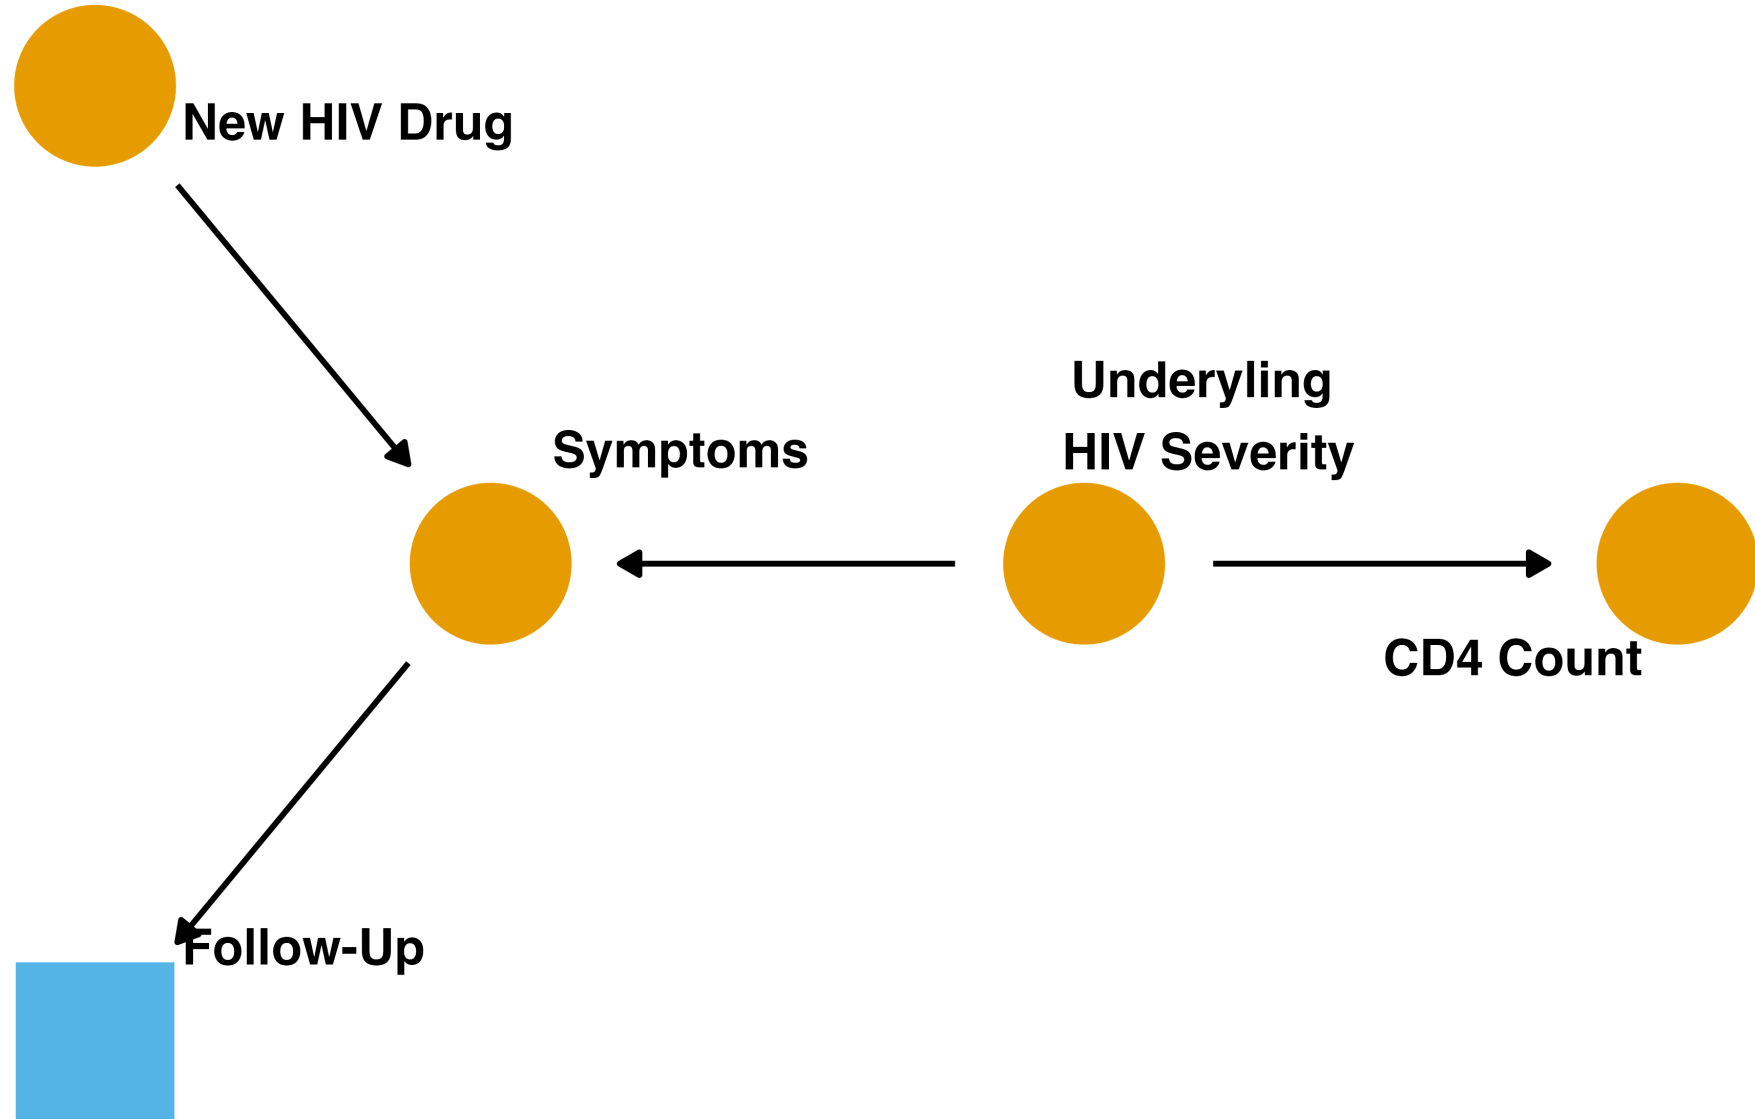 New HIV Drug
Underyling
HIV Severity
Symptoms
CD4 Count
Follow-Up